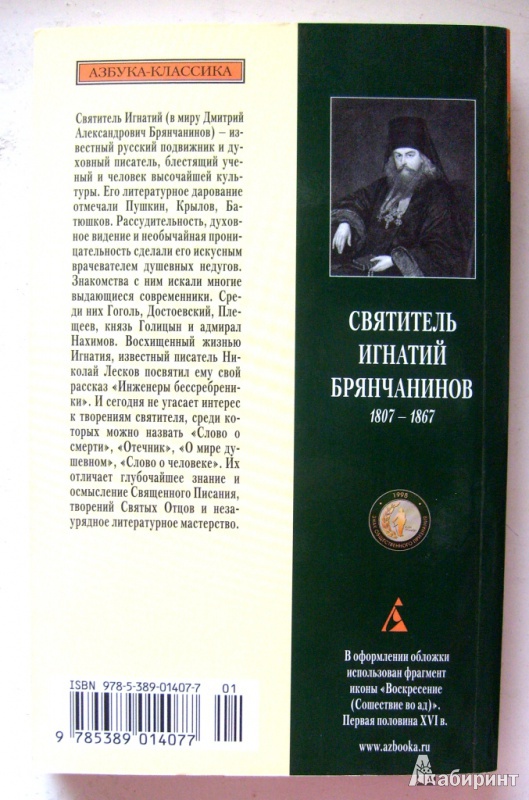 АЗБУКА-КЛАССИКА
Святитель Игнатий (в миру Дмитрий
Александрович Брянчанинов) – из-
вестный русский подвижник и ду-
ховный писатель, блестящий уче-
ный и человек высочайшей куль-
туры. Его литературное дарование
отмечали Пушкин, Крылов, Ба-
тюшков. Рассудительность, духов-
ное видение и необычайная прони-
цательность сделали его искусным
врачевателем душевных недугов.
Знакомства с ним искали многие
выдающиеся современники. Сре-
ди них Гоголь, Достоевский, Пле-
щеев, князь Голицын и адмирал
Нахимов. Восхищенный жизнью
Игнатия, известный писатель Ни-
колай Лесков посвятил ему свой
рассказ «Инженеры бессребрени-
ки». И сегодня не угасает интерес
к творениям святителя, среди ко-
торых можно назвать «Слово о
смерти», «Отечник», «О мире ду-
шевном», «Слово о человеке». Их
отличает глубочайшее знание и
осмысление Священного Писания,
творений Святых Отцов и неза-
урядное литературное мастерство.
ISBN 978-5-389-01407-7 01
9 785389 014077
СВЯТИТЕЛЬ
ИГНАТИЙ
БРЯНЧАНИНОВ
1807 – 1867
1998
В оформлении обложки
использован фрагмент
иконы «Воскресение
(Сошествие во ад)».
Первая половина XVI в.
www.azbooka.ru
Лабиринт